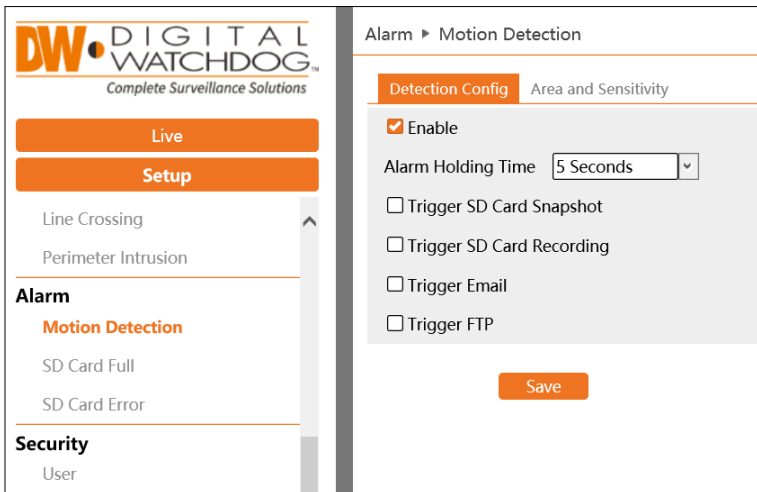 DW DIGITAL
WATCHDOG™
Complete Surveillance Solutions
Live
Setup
Line Crossing
Perimeter Intrusion
Alarm
Motion Detection
SD Card Full
SD Card Error
Security
User
Alarm ▶ Motion Detection
Detection Config Area and Sensitivity
Enable
Alarm Holding Time 5 Seconds
Trigger SD Card Snapshot
Trigger SD Card Recording
Trigger Email
Trigger FTP
Save